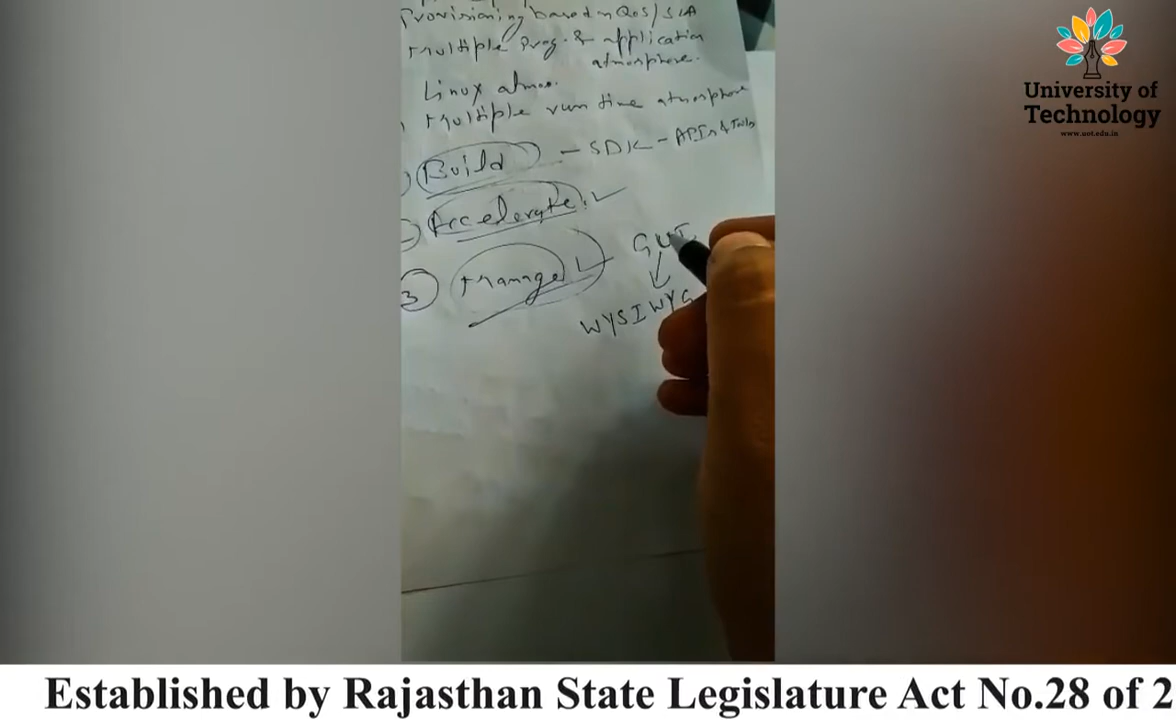 Provisioning based on QoS/SLA
Multiple Prog. & application
atmosphere.
Linux atmos.
Multiple run time atmosphere
Build - SDK - APIs & Tools
Accelerate.
3 Manage GUI
WYSIWYG
University of
Technology
www.uot.edu.in
Established by Rajasthan State Legislature Act No.28 of 2